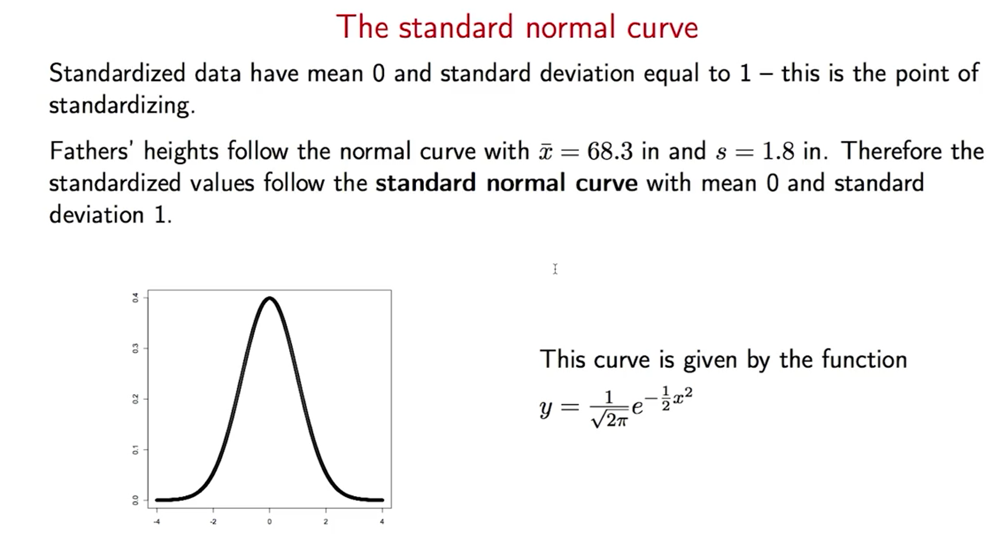 The standard normal curve
Standardized data have mean 0 and standard deviation equal to 1 – this is the point of
standardizing.
Fathers' heights follow the normal curve with x̄ = 68.3 in and s = 1.8 in. Therefore the
standardized values follow the standard normal curve with mean 0 and standard
deviation 1.
0.4
0.3
0.2
0.1
0.0
-4 -2 0 2 4
This curve is given by the function
y = 1/√2π e^{-1/2 x²}